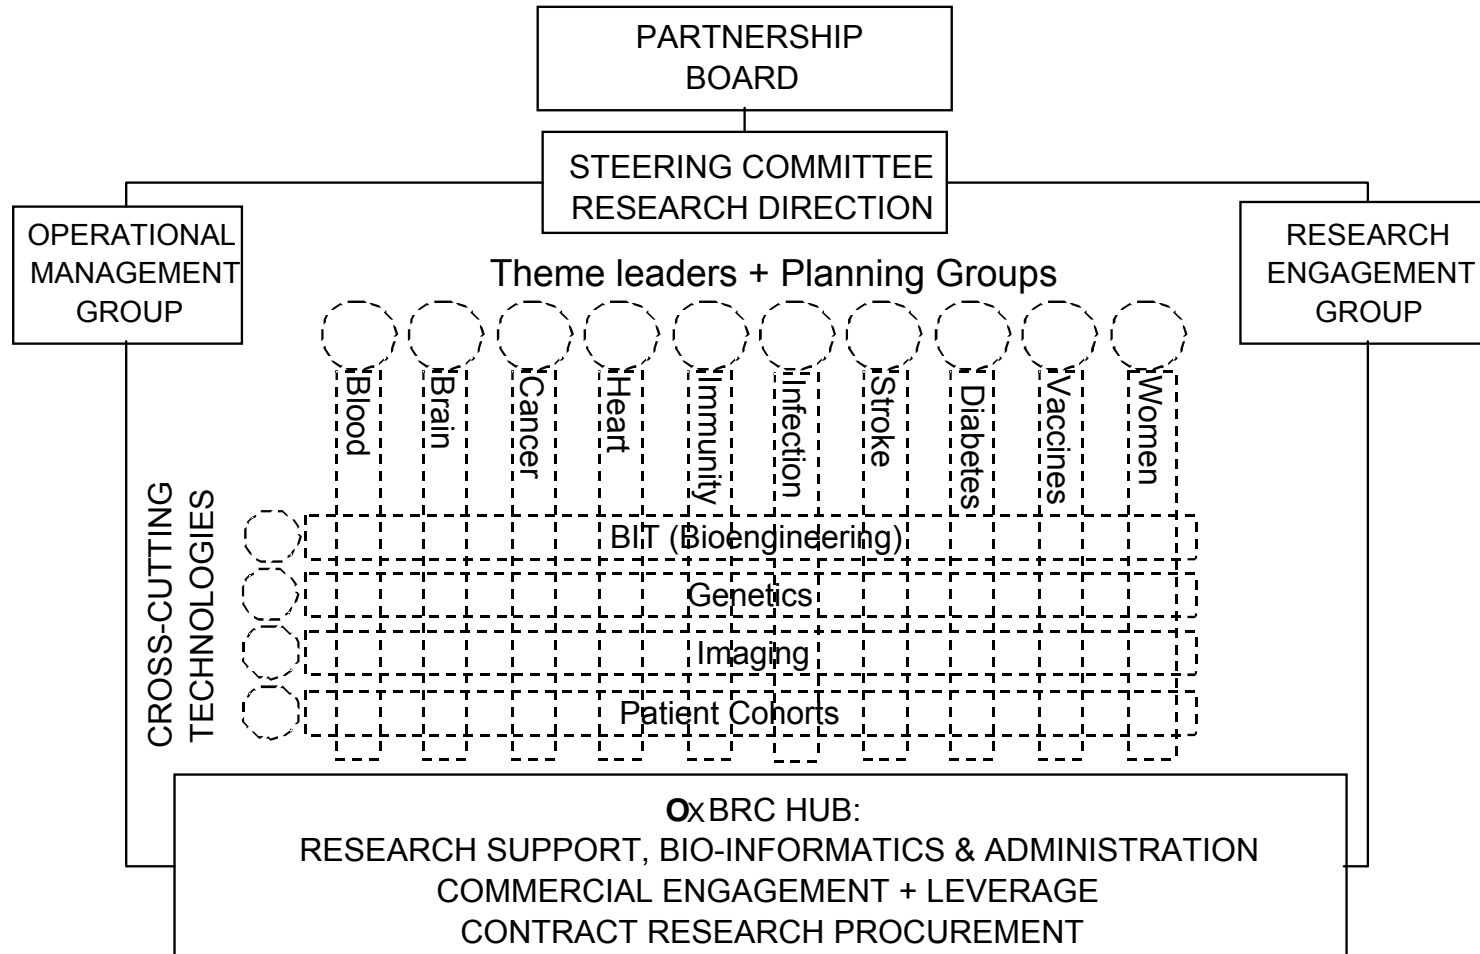 PARTNERSHIP
BOARD
STEERING COMMITTEE
RESEARCH DIRECTION
OPERATIONAL
MANAGEMENT
GROUP
RESEARCH
ENGAGEMENT
GROUP
Theme leaders + Planning Groups
Blood
Brain
Cancer
Heart
Immunity
Infection
Stroke
Diabetes
Vaccines
Women
CROSS-CUTTING
TECHNOLOGIES
BIT (Bioengineering)
Genetics
Imaging
Patient Cohorts
OxBRC HUB:
RESEARCH SUPPORT, BIO-INFORMATICS & ADMINISTRATION
COMMERCIAL ENGAGEMENT + LEVERAGE
CONTRACT RESEARCH PROCUREMENT